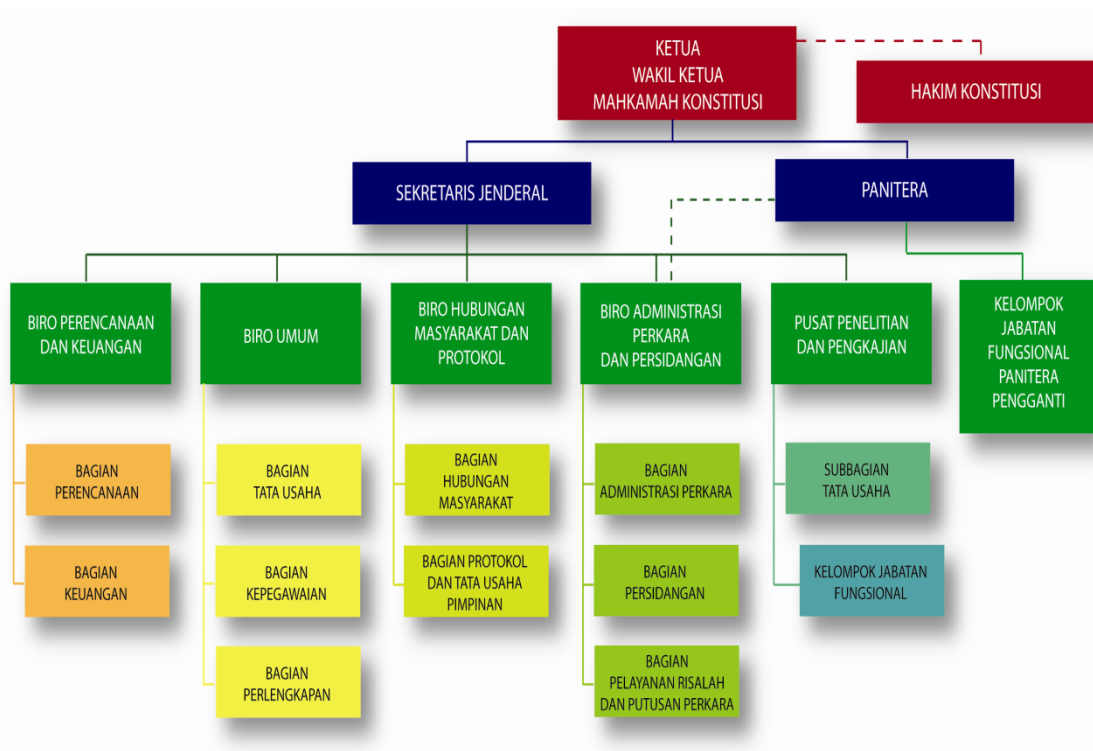 KETUA
WAKIL KETUA
MAHKAMAH KONSTITUSI
HAKIM KONSTITUSI
SEKRETARIS JENDERAL
PANITERA
BIRO PERENCANAAN
DAN KEUANGAN
BIRO UMUM
BIRO HUBUNGAN
MASYARAKAT DAN
PROTOKOL
BIRO ADMINISTRASI
PERKARA
DAN PERSIDANGAN
PUSAT PENELITIAN
DAN PENGKAJIAN
KELOMPOK
JABATAN
FUNGSIONAL
PANITERA
PENGGANTI
BAGIAN
PERENCANAAN
BAGIAN
TATA USAHA
BAGIAN
HUBUNGAN
MASYARAKAT
BAGIAN
ADMINISTRASI PERKARA
SUBBAGIAN
TATA USAHA
BAGIAN
KEUANGAN
BAGIAN
KEPEGAWAIAN
BAGIAN PROTOKOL
DAN TATA USAHA
PIMPINAN
BAGIAN
PERSIDANGAN
KELOMPOK JABATAN
FUNGSIONAL
BAGIAN
PERLENGKAPAN
BAGIAN
PELAYANAN RISALAH
DAN PUTUSAN PERKARA